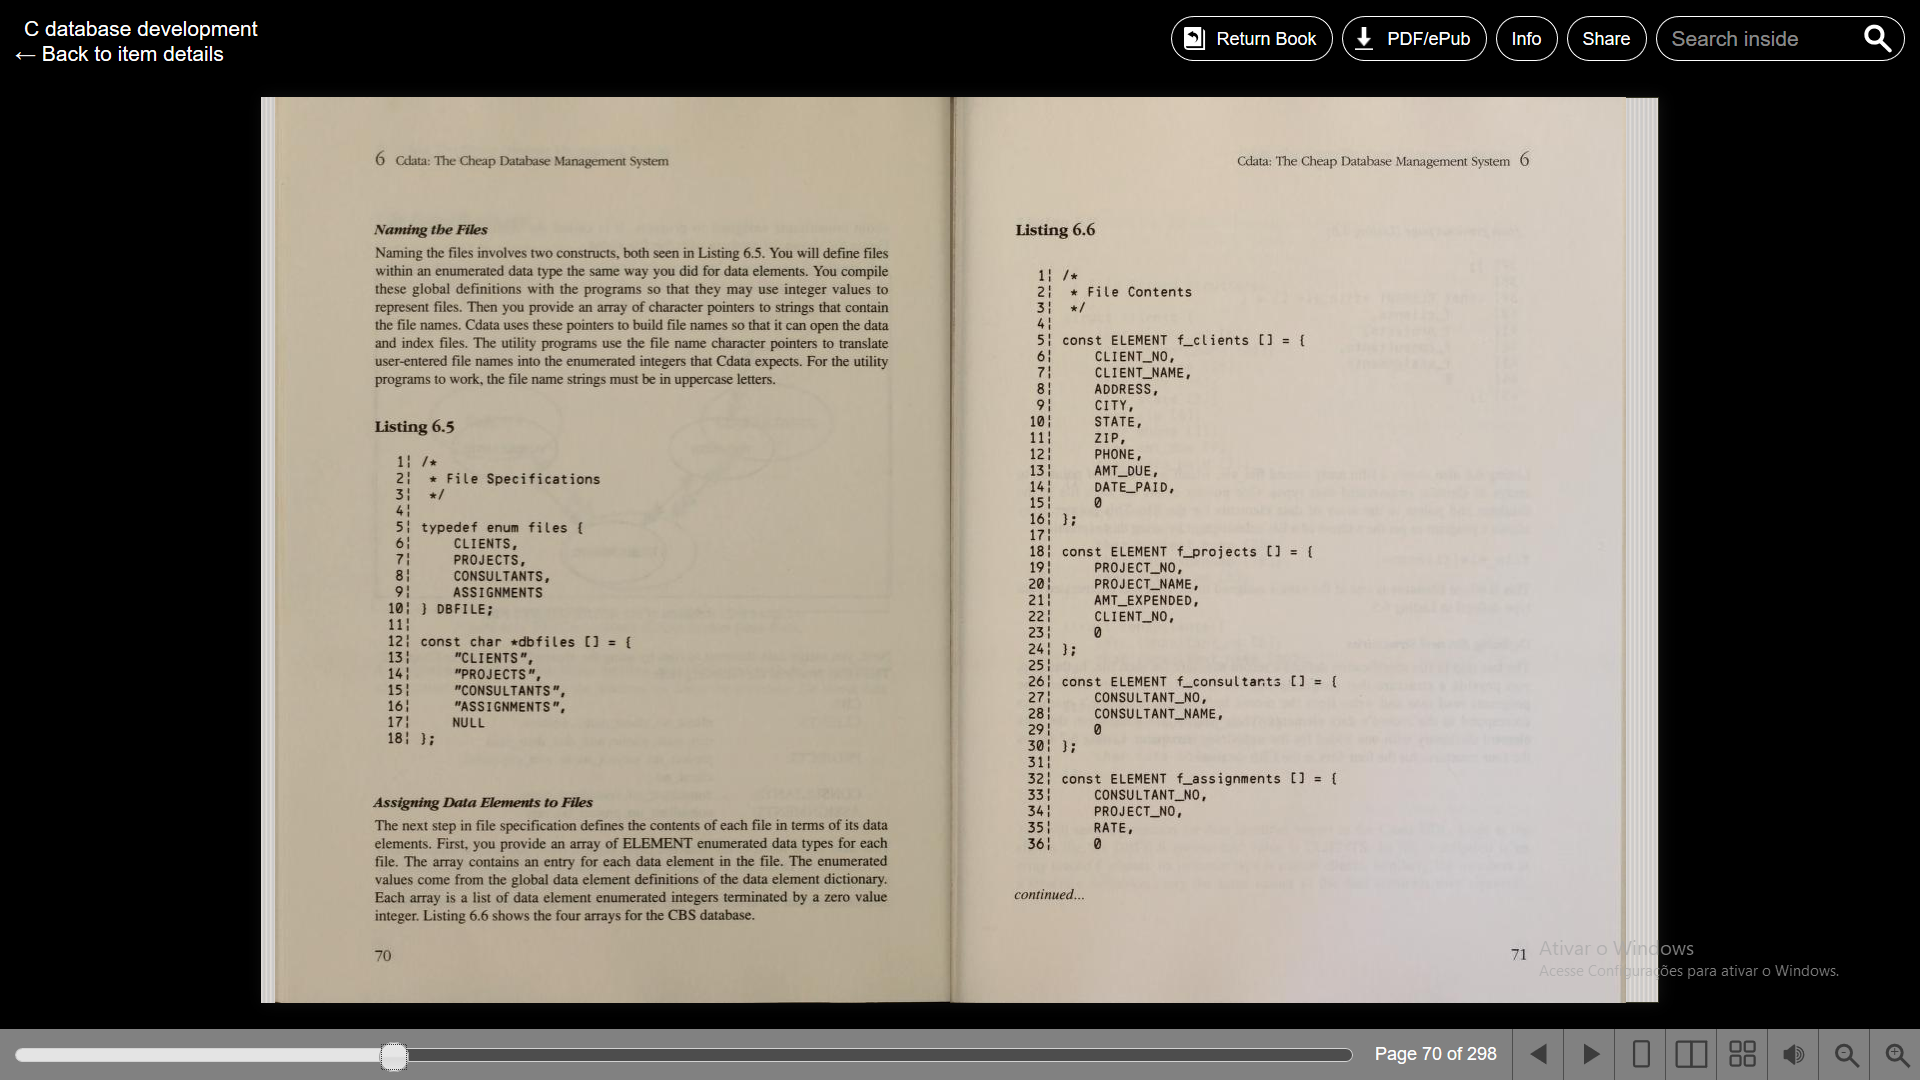 C database development
← Back to item details
Return Book
PDF/ePub
Info
Share
Search inside
6 Cdata: The Cheap Database Management System
Naming the Files
Naming the files involves two constructs, both seen in Listing 6.5. You will define files
within an enumerated data type the same way you did for data elements. You compile
these global definitions with the programs so that they may use integer values to
represent files. Then you provide an array of character pointers to strings that contain
the file names. Cdata uses these pointers to build file names so that it can open the data
and index files. The utility programs use the file name character pointers to translate
user-entered file names into the enumerated integers that Cdata expects. For the utility
programs to work, the file name strings must be in uppercase letters.
Listing 6.5
1¦ /*
2¦  * File Specifications
3¦  */
4¦
5¦ typedef enum files {
6¦     CLIENTS,
7¦     PROJECTS,
8¦     CONSULTANTS,
9¦     ASSIGNMENTS
10¦ } DBFILE;
11¦
12¦ const char *dbfiles [] = {
13¦     "CLIENTS",
14¦     "PROJECTS",
15¦     "CONSULTANTS",
16¦     "ASSIGNMENTS",
17¦     NULL
18¦ };
Assigning Data Elements to Files
The next step in file specification defines the contents of each file in terms of its data
elements. First, you provide an array of ELEMENT enumerated data types for each
file. The array contains an entry for each data element in the file. The enumerated
values come from the global data element definitions of the data element dictionary.
Each array is a list of data element enumerated integers terminated by a zero value
integer. Listing 6.6 shows the four arrays for the CBS database.
70
Cdata: The Cheap Database Management System 6
Listing 6.6
1¦ /*
2¦  * File Contents
3¦  */
4¦
5¦ const ELEMENT f_clients [] = {
6¦     CLIENT_NO,
7¦     CLIENT_NAME,
8¦     ADDRESS,
9¦     CITY,
10¦     STATE,
11¦     ZIP,
12¦     PHONE,
13¦     AMT_DUE,
14¦     DATE_PAID,
15¦     0
16¦ };
17¦
18¦ const ELEMENT f_projects [] = {
19¦     PROJECT_NO,
20¦     PROJECT_NAME,
21¦     AMT_EXPENDED,
22¦     CLIENT_NO,
23¦     0
24¦ };
25¦
26¦ const ELEMENT f_consultants [] = {
27¦     CONSULTANT_NO,
28¦     CONSULTANT_NAME,
29¦     0
30¦ };
31¦
32¦ const ELEMENT f_assignments [] = {
33¦     CONSULTANT_NO,
34¦     PROJECT_NO,
35¦     RATE,
36¦     0
continued...
71
Ativar o Windows
Acesse Configurações para ativar o Windows.
Page 70 of 298